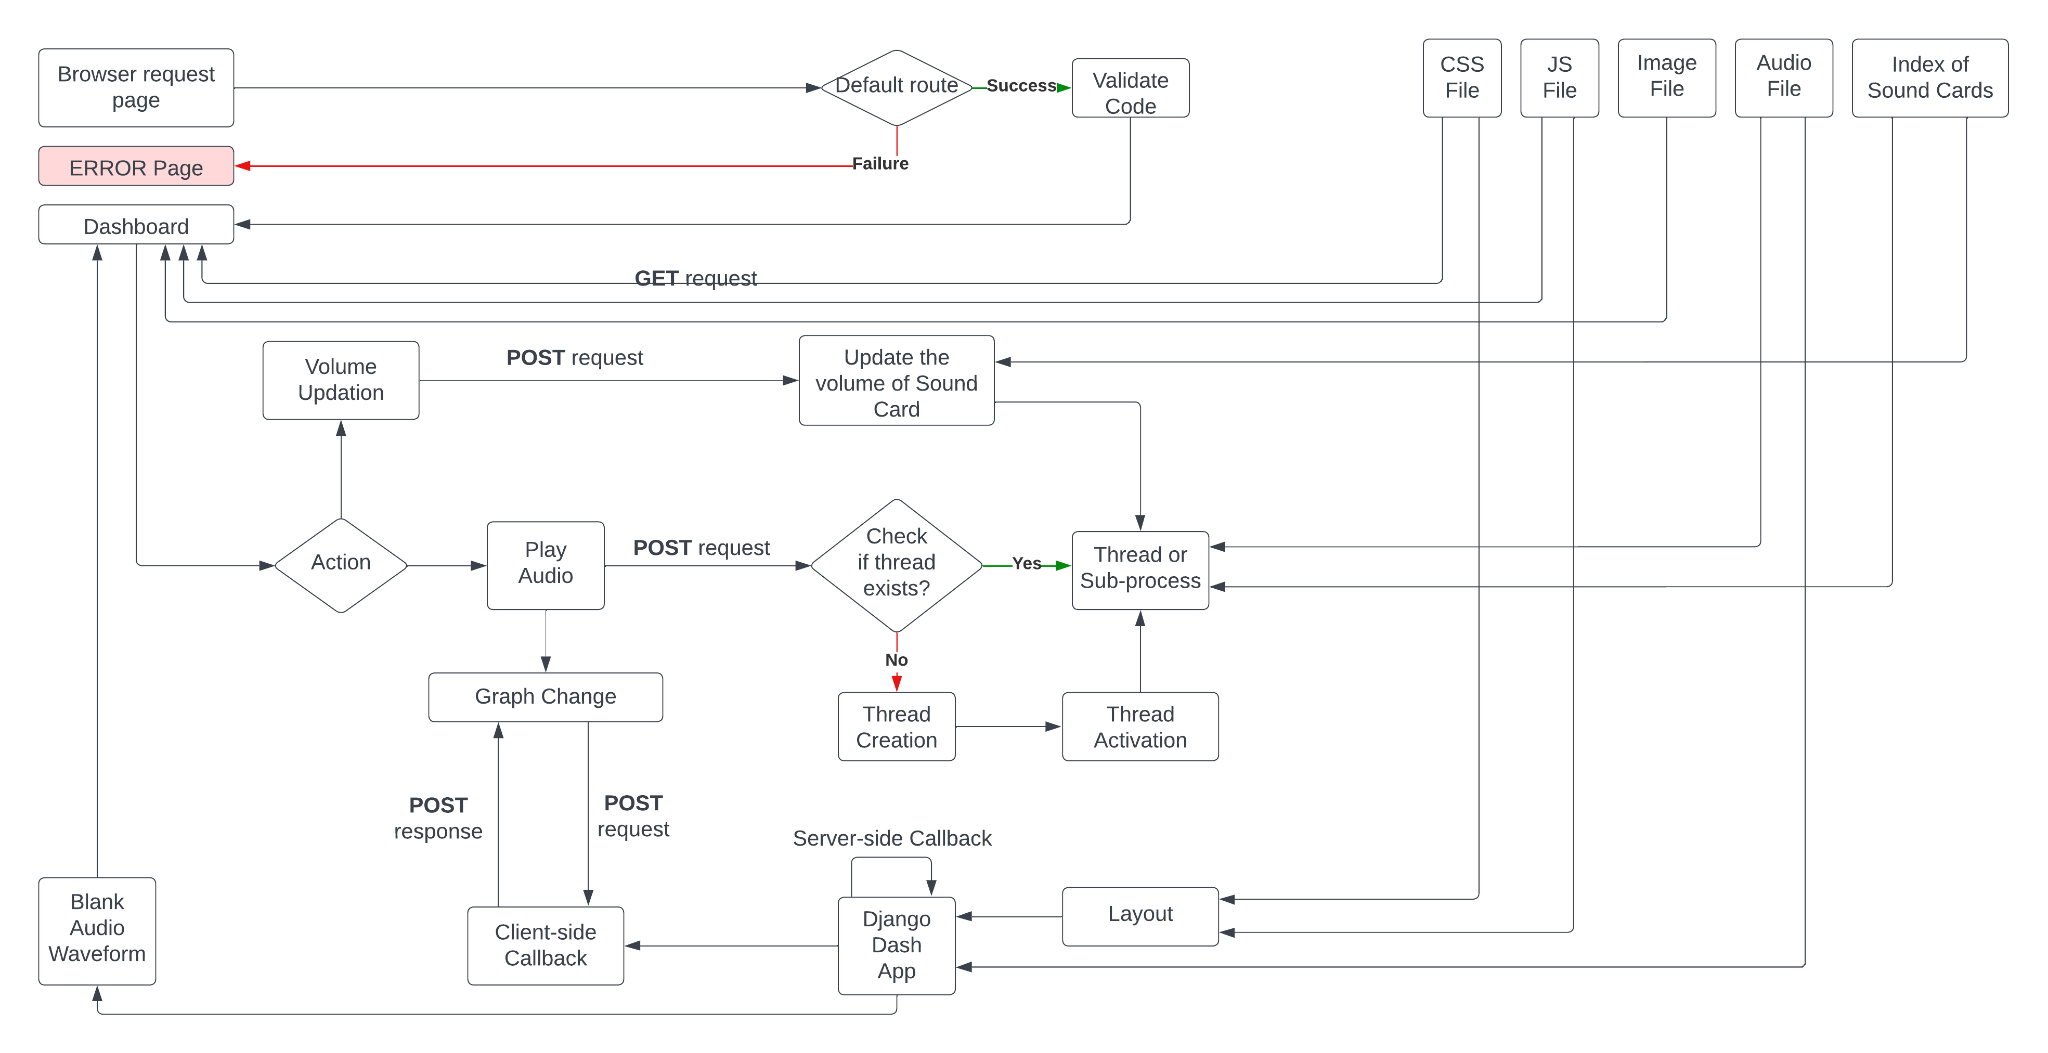 Browser request
page
Default route
Success
Validate
Code
CSS
File
JS
File
Image
File
Audio
File
Index of
Sound Cards
Failure
ERROR Page
Dashboard
GET request
Volume
Updation
POST request
Update the
volume of Sound
Card
Action
Play
Audio
POST request
Check
if thread
exists?
Yes
Thread or
Sub-process
No
Graph Change
Thread
Creation
Thread
Activation
POST
response
POST
request
Server-side Callback
Blank
Audio
Waveform
Client-side
Callback
Django
Dash
App
Layout